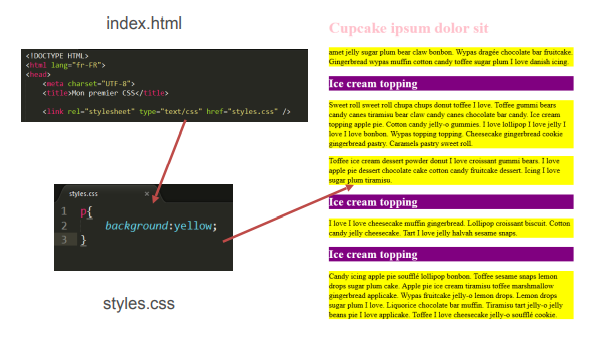 index.html
<!DOCTYPE HTML>
<html lang="fr-FR">
<head>
<meta charset="UTF-8">
<title>Mon premier CSS</title>
<link rel="stylesheet" type="text/css" href="styles.css" />
styles.css ×
1 p{
2 background:yellow;
3 }
styles.css
Cupcake ipsum dolor sit
amet jelly sugar plum bear claw bonbon. Wypas dragée chocolate bar fruitcake.
Gingerbread wypas muffin cotton candy toffee sugar plum I love danish icing.
Ice cream topping
Sweet roll sweet roll chupa chups donut toffee I love. Toffee gummi bears
candy canes tiramisu bear claw candy canes chocolate bar candy. Ice cream
topping apple pie. Cotton candy jelly-o gummies. I love lollipop I love jelly I
love I love bonbon. Wypas topping topping. Cheesecake gingerbread cookie
gingerbread pastry. Caramels pastry sweet roll.
Toffee ice cream dessert powder donut I love croissant gummi bears. I love
apple pie dessert chocolate cake cotton candy fruitcake dessert. Icing I love
sugar plum tiramisu.
Ice cream topping
I love I love cheesecake muffin gingerbread. Lollipop croissant biscuit. Cotton
candy jelly cheesecake. Tart I love jelly halvah sesame snaps.
Ice cream topping
Candy icing apple pie soufflé lollipop bonbon. Toffee sesame snaps lemon
drops sugar plum cake. Apple pie ice cream tiramisu toffee marshmallow
gingerbread applicake. Wypas fruitcake jelly-o lemon drops. Lemon drops
sugar plum I love. Liquorice chocolate bar muffin. Tiramisu tart jelly-o jelly
beans pie I love applicake. Toffee I love cheesecake jelly-o soufflé cookie.